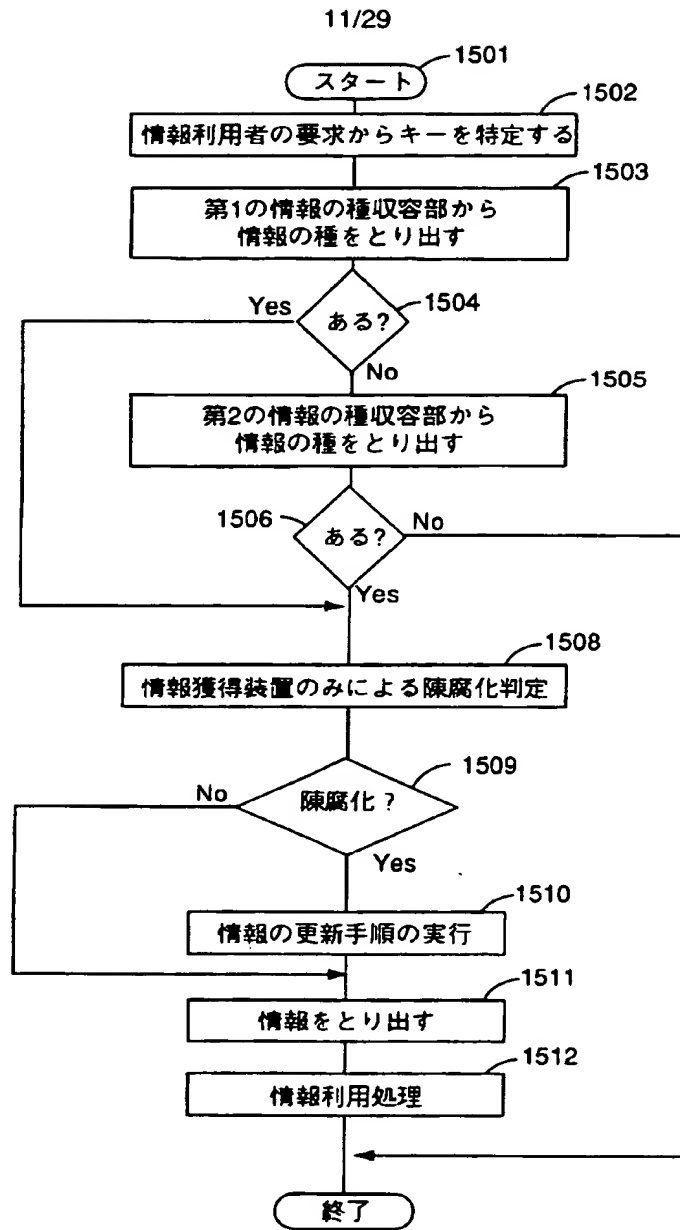 11/29
1501
スタート
1502
情報利用者の要求からキーを特定する
1503
第1の情報の種収容部から
情報の種をとり出す
Yes
1504
ある?
No
1505
第2の情報の種収容部から
情報の種をとり出す
1506
ある?
No
Yes
1508
情報獲得装置のみによる陳腐化判定
1509
No
陳腐化?
Yes
1510
情報の更新手順の実行
1511
情報をとり出す
1512
情報利用処理
終了